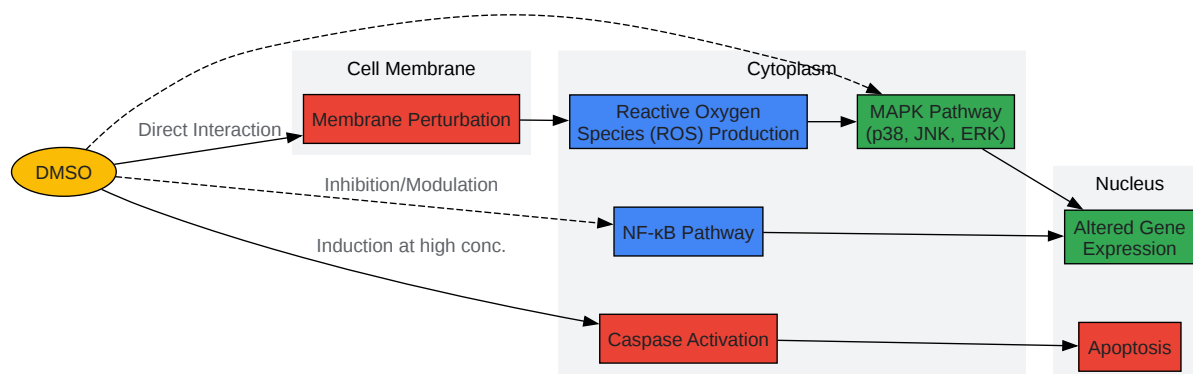 Cell Membrane
Cytoplasm
Membrane Perturbation
Reactive Oxygen
Species (ROS) Production
MAPK Pathway
(p38, JNK, ERK)
Direct Interaction
DMSO
Inhibition/Modulation
Nucleus
NF-κB Pathway
Altered Gene
Expression
Induction at high conc.
Caspase Activation
Apoptosis